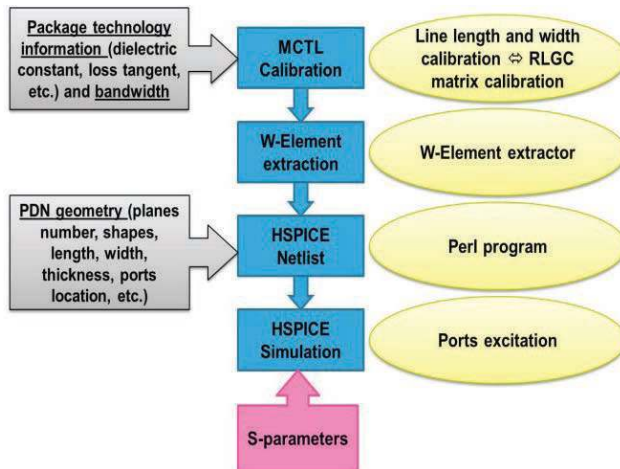 Package technology
information (dielectric
constant, loss tangent,
etc.) and bandwidth
MCTL
Calibration
Line length and width
calibration ⇔ RLGC
matrix calibration
W-Element
extraction
W-Element extractor
PDN geometry (planes
number, shapes,
length, width,
thickness, ports
location, etc.)
HSPICE
Netlist
Perl program
HSPICE
Simulation
Ports excitation
S-parameters